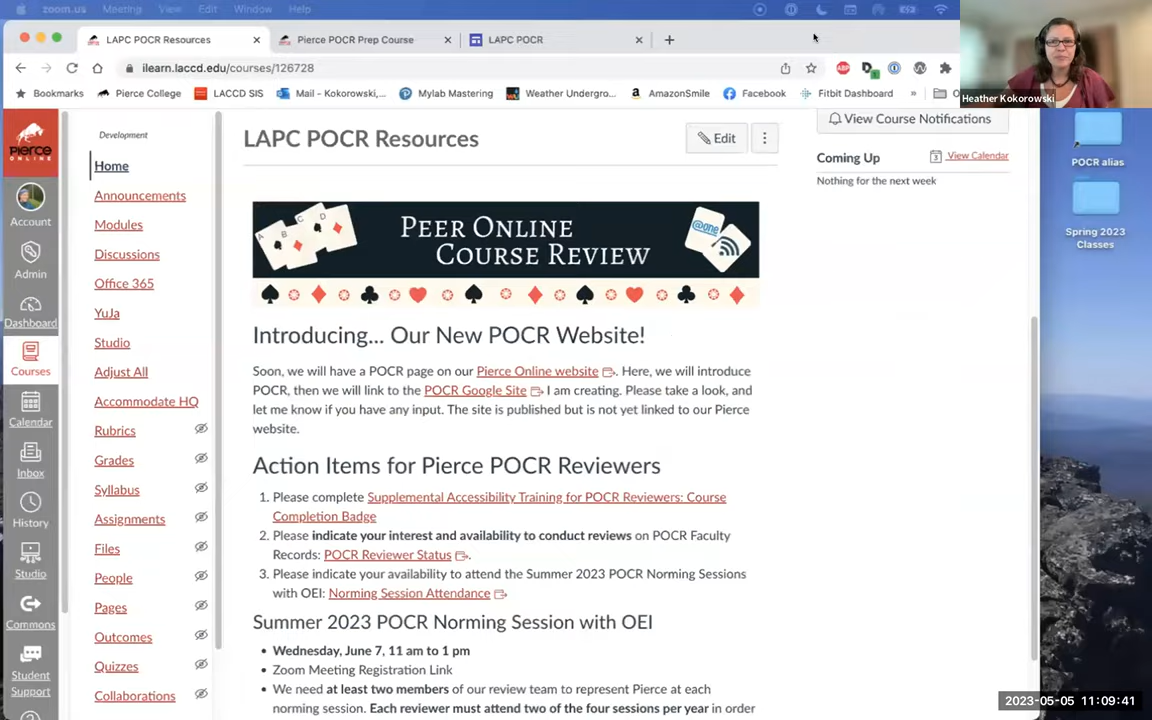 zoom.us Meeting View Edit Window Help
LAPC POCR Resources
Pierce POCR Prep Course
LAPC POCR
ilearn.laccd.edu/courses/126728
Bookmarks
Pierce College
LACCD SIS
Mail - Kokorowski,...
Mylab Mastering
Weather Undergro...
AmazonSmile
Facebook
Fitbit Dashboard
Heather Kokorowski
PIERCE
ONLINE
Account
Admin
Dashboard
Courses
Calendar
Inbox
History
Studio
Commons
Student
Support
Development
Home
Announcements
Modules
Discussions
Office 365
YuJa
Studio
Adjust All
Accommodate HQ
Rubrics
Grades
Syllabus
Assignments
Files
People
Pages
Outcomes
Quizzes
Collaborations
LAPC POCR Resources
Edit
A B C D
PEER ONLINE
COURSE REVIEW
@ONE
Introducing... Our New POCR Website!
Soon, we will have a POCR page on our Pierce Online website. Here, we will introduce
POCR, then we will link to the POCR Google Site I am creating. Please take a look, and
let me know if you have any input. The site is published but is not yet linked to our Pierce
website.
Action Items for Pierce POCR Reviewers
1. Please complete Supplemental Accessibility Training for POCR Reviewers: Course
Completion Badge
2. Please indicate your interest and availability to conduct reviews on POCR Faculty
Records: POCR Reviewer Status.
3. Please indicate your availability to attend the Summer 2023 POCR Norming Sessions
with OEI: Norming Session Attendance
Summer 2023 POCR Norming Session with OEI
• Wednesday, June 7, 11 am to 1 pm
• Zoom Meeting Registration Link
• We need at least two members of our review team to represent Pierce at each
norming session. Each reviewer must attend two of the four sessions per year in order
View Course Notifications
Coming Up
View Calendar
Nothing for the next week
POCR alias
Spring 2023
Classes
2023-05-05 11:09:41